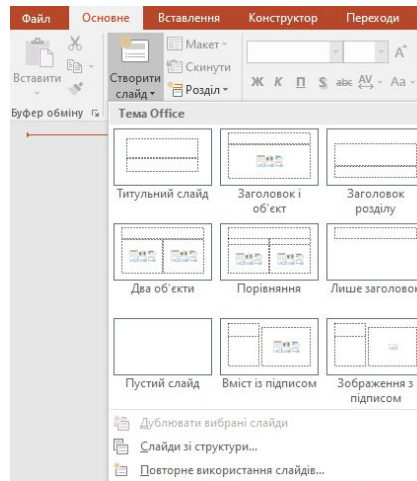 Файл Основне Вставлення Конструктор Переходи
Вставити
Створити
слайд
Макет
Скинути
Розділ
Ж К П S abc AV Aa A
Буфер обміну
Тема Office
Титульний слайд Заголовок і об'єкт Заголовок розділу
Два об'єкти Порівняння Лише заголовок
Пустий слайд Вміст із підписом Зображення з підписом
Дублювати вибрані слайди
Слайди зі структури...
Повторне використання слайдів...